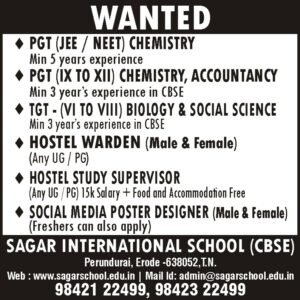 WANTED
♦ PGT (JEE / NEET) CHEMISTRY
Min 5 years experience
♦ PGT (IX TO XII) CHEMISTRY, ACCOUNTANCY
Min 3 year's experience in CBSE
♦ TGT - (VI TO VIII) BIOLOGY & SOCIAL SCIENCE
Min 3 year's experience in CBSE
♦ HOSTEL WARDEN (Male & Female)
(Any UG / PG)
♦ HOSTEL STUDY SUPERVISOR
(Any UG / PG) 15k Salary + Food and Accommodation Free
♦ SOCIAL MEDIA POSTER DESIGNER (Male & Female)
(Freshers can also apply)
SAGAR INTERNATIONAL SCHOOL (CBSE)
Perundurai, Erode -638052,T.N.
Web : www.sagarschool.edu.in | Mail Id: admin@sagarschool.edu.in
98421 22499, 98423 22499